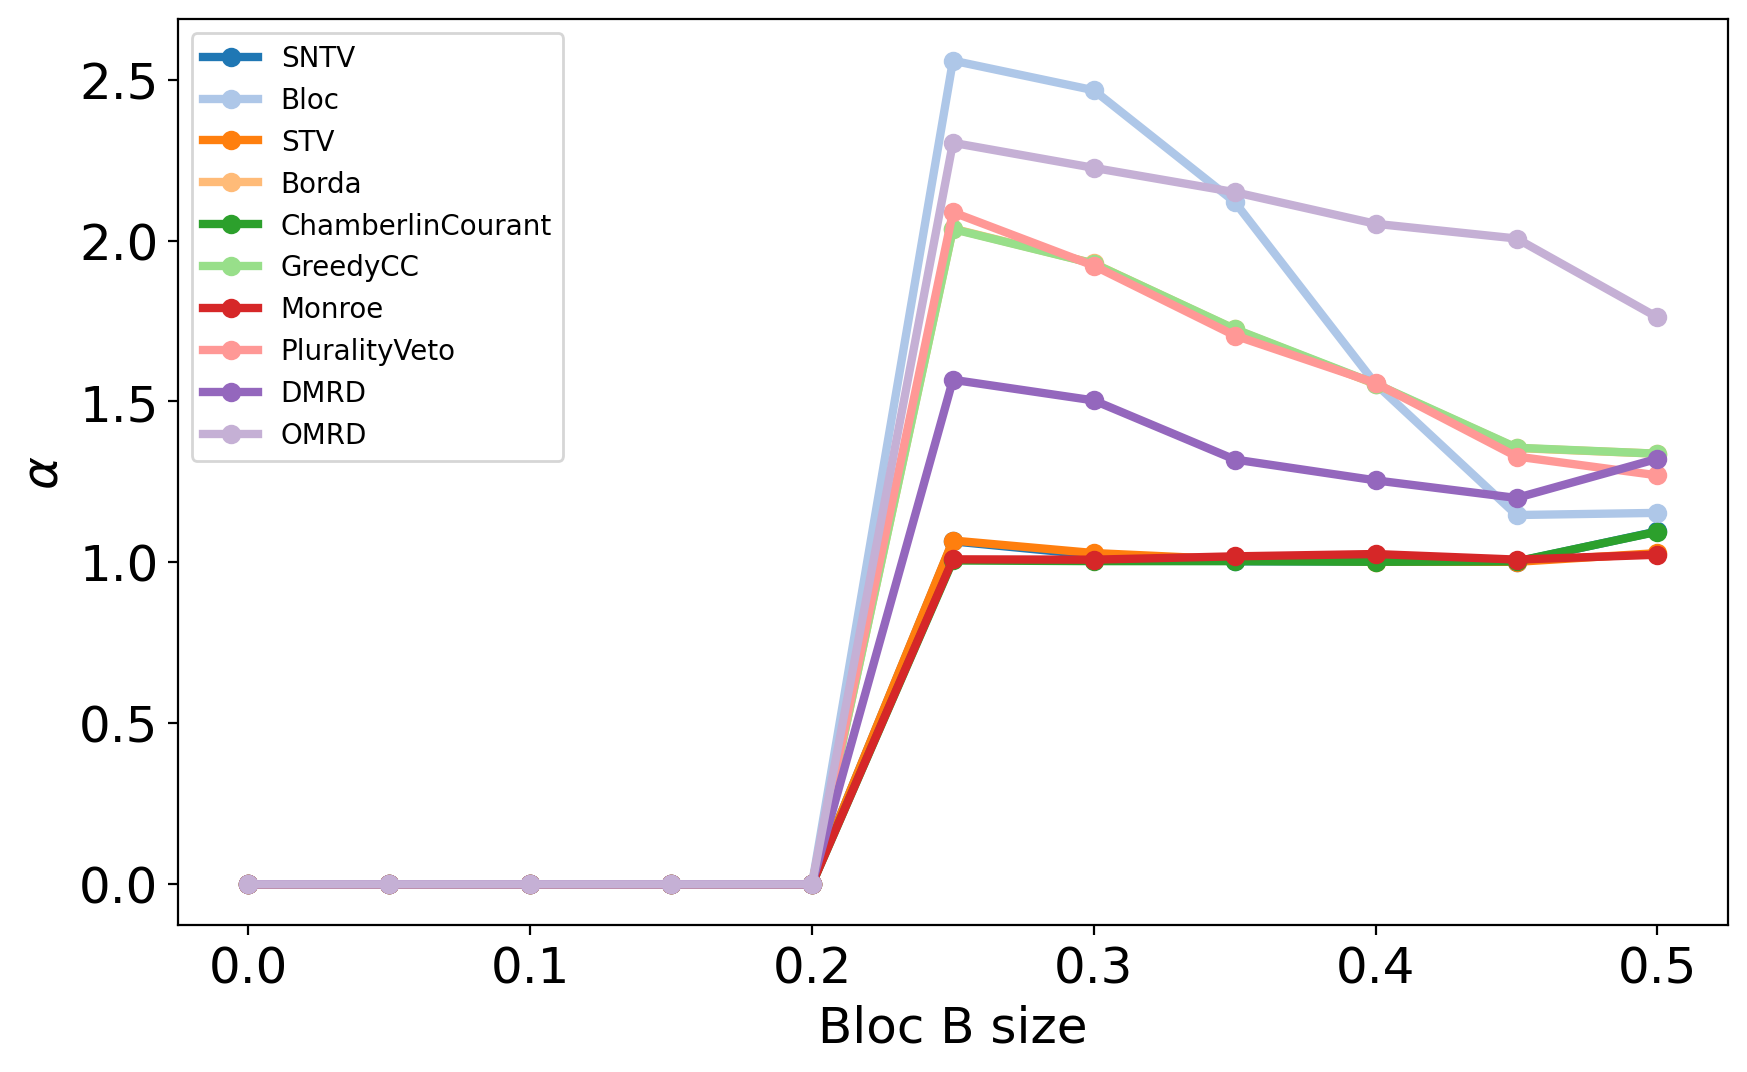 SNTV
Bloc
STV
Borda
ChamberlinCourant
GreedyCC
Monroe
PluralityVeto
DMRD
OMRD
2.5
2.0
1.5
1.0
0.5
0.0
α
0.0 0.1 0.2 0.3 0.4 0.5
Bloc B size